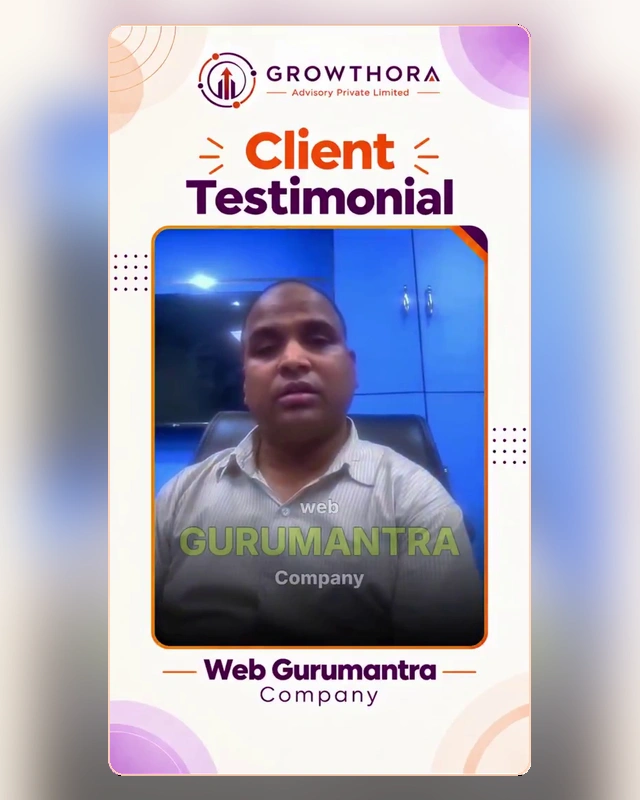 GROWTHORA
Advisory Private Limited
Client
Testimonial
web
GURUMANTRA
Company
Web Gurumantra
Company